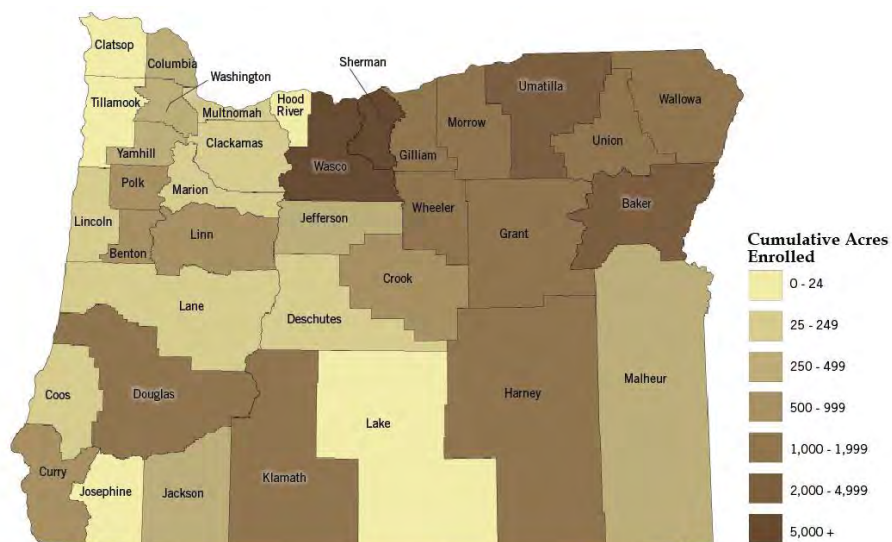 Clatsop
Columbia
Sherman
Washington
Tillamook
Hood
River
Multnomah
Umatilla
Wallowa
Morrow
Clackamas
Union
Yamhill
Gilliam
Wasco
Polk
Marion
Wheeler
Baker
Lincoln
Jefferson
Linn
Grant
Benton
Crook
Lane
Deschutes
Malheur
Coos
Douglas
Harney
Lake
Curry
Klamath
Josephine
Jackson
Cumulative Acres
Enrolled
0 - 24
25 - 249
250 - 499
500 - 999
1,000 - 1,999
2,000 - 4,999
5,000 +